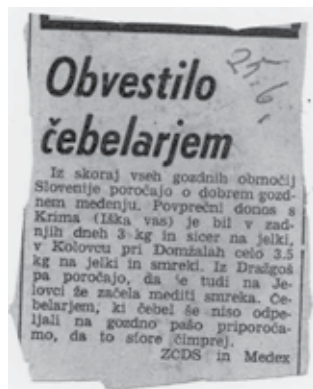 25. 6.
Obvestilo
čebelarjem
Iz skoraj vseh gozdnih območij
Slovenije poročajo o dobrem gozd-
nem medenju. Povprečni donos s
Krima (Iška vas) je bil v zad-
njih dneh 3 kg in sicer na jelki,
v Kolovcu pri Domžalah celo 3.5
kg na jelki in smreki. Iz Dražgoš
pa poročajo, da je tudi na Je-
lovci že začela mediti smreka. Če-
belarjem, ki čebel še niso odpe-
ljali na gozdno pašo priporoča-
mo, da to store čimprej.
ZČDS in Medex